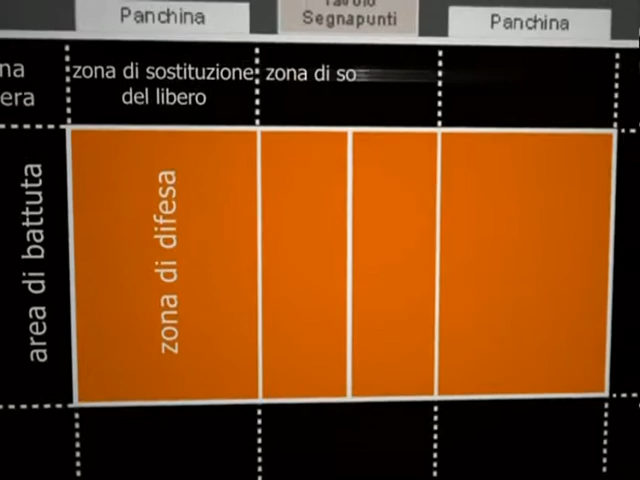 Panchina
Tavolo
Segnapunti
Panchina
na
era
zona di sostituzione
del libero
zona di so
area di battuta
zona di difesa